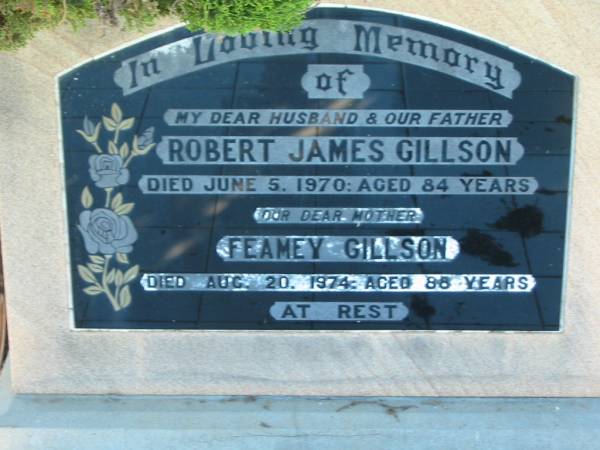 In Loving Memory
of
MY DEAR HUSBAND & OUR FATHER
ROBERT JAMES GILLSON
DIED JUNE 5. 1970: AGED 84 YEARS
OUR DEAR MOTHER
FEAMEY GILLSON
DIED AUG. 20. 1974: AGED 88 YEARS
AT REST